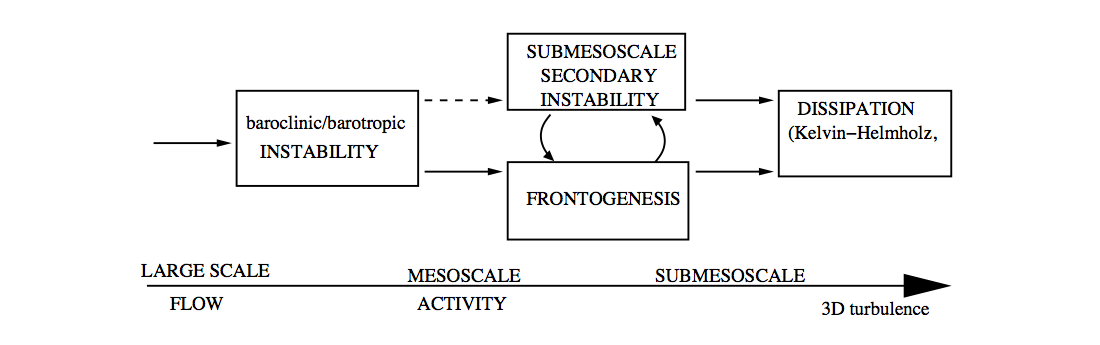 SUBMESOSCALE
SECONDARY
INSTABILITY
baroclinic/barotropic
INSTABILITY
DISSIPATION
(Kelvin−Helmholz,
FRONTOGENESIS
LARGE SCALE
FLOW
MESOSCALE
ACTIVITY
SUBMESOSCALE
3D turbulence